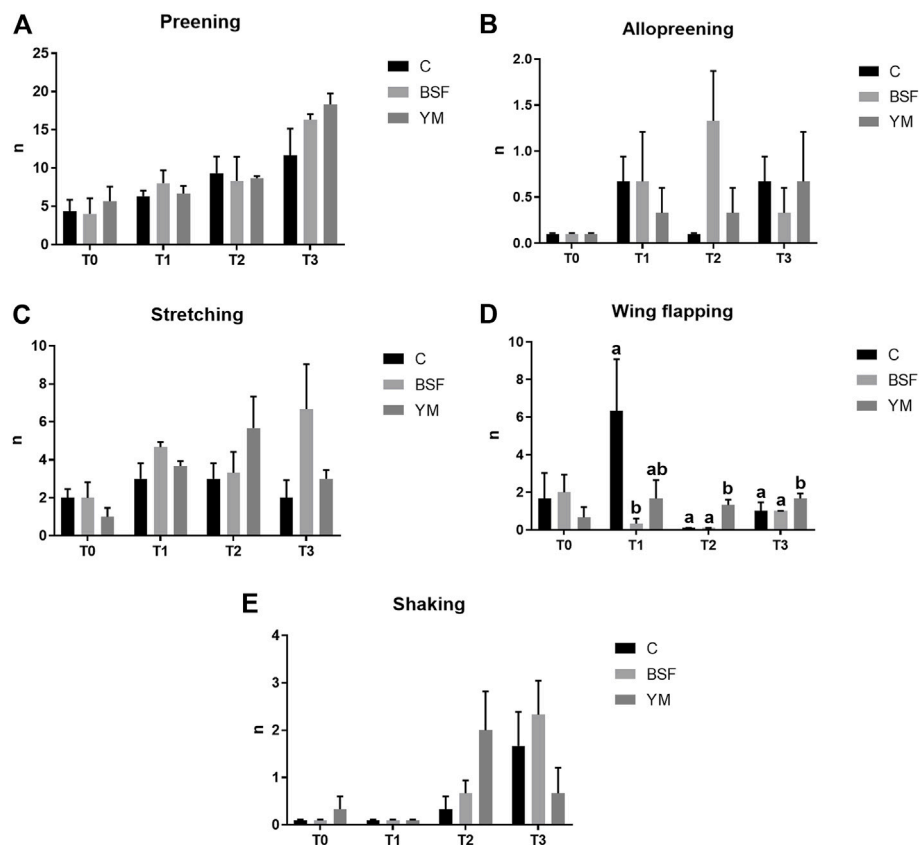 A
Preening
25
20
15
10
5
0
n
T0 T1 T2 T3
C
BSF
YM
B
Allopreening
2.0
1.5
1.0
0.5
0.0
n
T0 T1 T2 T3
C
BSF
YM
C
Stretching
10
8
6
4
2
0
n
T0 T1 T2 T3
C
BSF
YM
D
Wing flapping
10
8
6
4
2
0
n
a
b
ab
a a b
a a b
T0 T1 T2 T3
C
BSF
YM
E
Shaking
4
3
2
1
0
n
T0 T1 T2 T3
C
BSF
YM